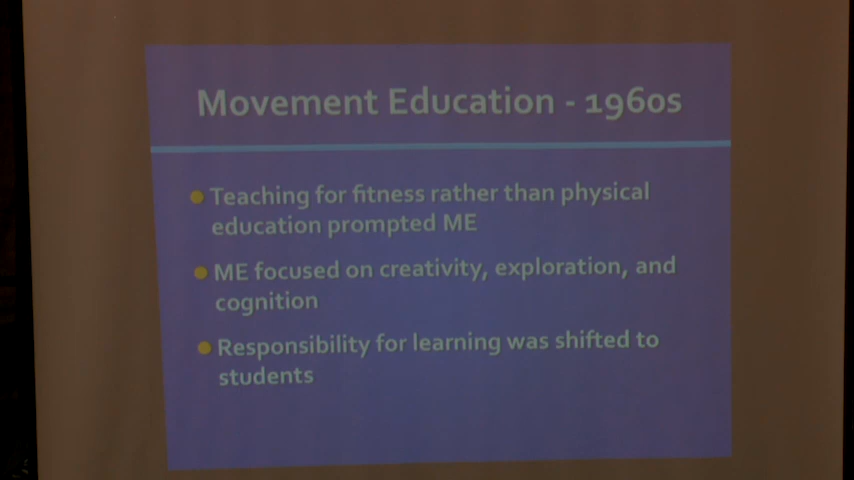 Movement Education - 1960s
Teaching for fitness rather than physical
education prompted ME
ME focused on creativity, exploration, and
cognition
Responsibility for learning was shifted to
students